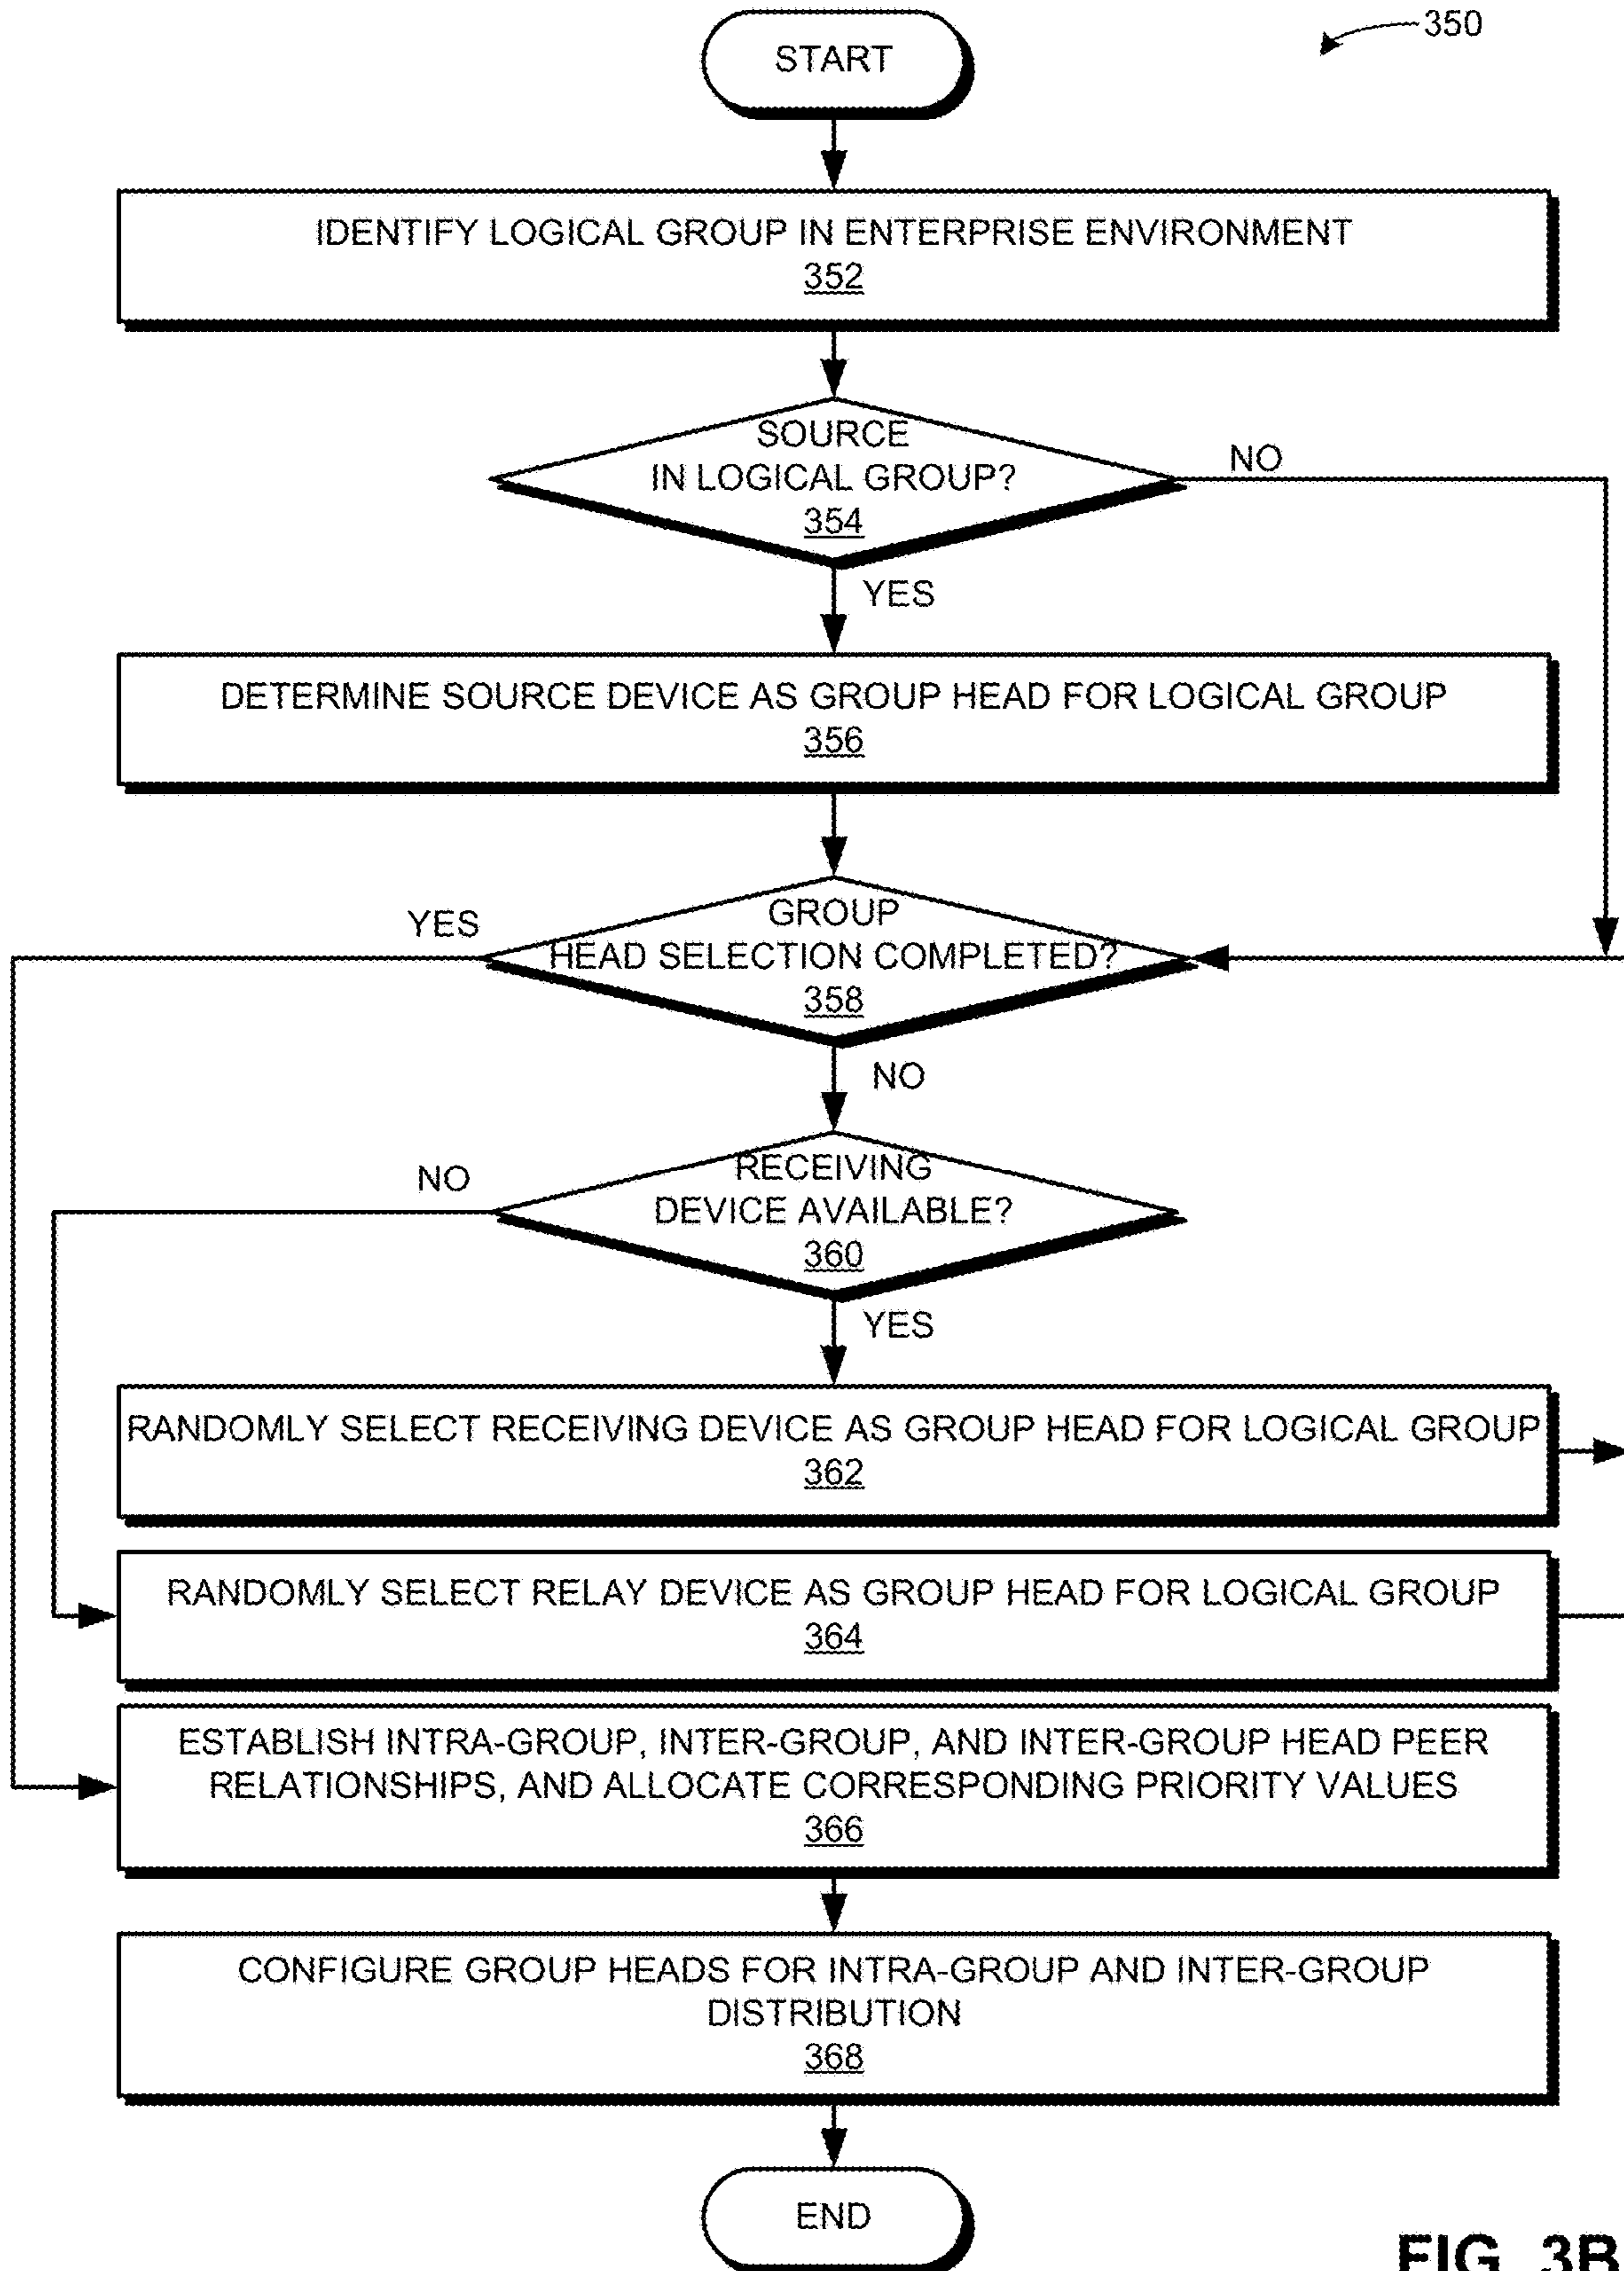 350
START
IDENTIFY LOGICAL GROUP IN ENTERPRISE ENVIRONMENT
352
SOURCE
IN LOGICAL GROUP?
354
NO
YES
DETERMINE SOURCE DEVICE AS GROUP HEAD FOR LOGICAL GROUP
356
YES
GROUP
HEAD SELECTION COMPLETED?
358
NO
NO
RECEIVING
DEVICE AVAILABLE?
360
YES
RANDOMLY SELECT RECEIVING DEVICE AS GROUP HEAD FOR LOGICAL GROUP
362
RANDOMLY SELECT RELAY DEVICE AS GROUP HEAD FOR LOGICAL GROUP
364
ESTABLISH INTRA-GROUP, INTER-GROUP, AND INTER-GROUP HEAD PEER
RELATIONSHIPS, AND ALLOCATE CORRESPONDING PRIORITY VALUES
366
CONFIGURE GROUP HEADS FOR INTRA-GROUP AND INTER-GROUP
DISTRIBUTION
368
END
FIG. 3B